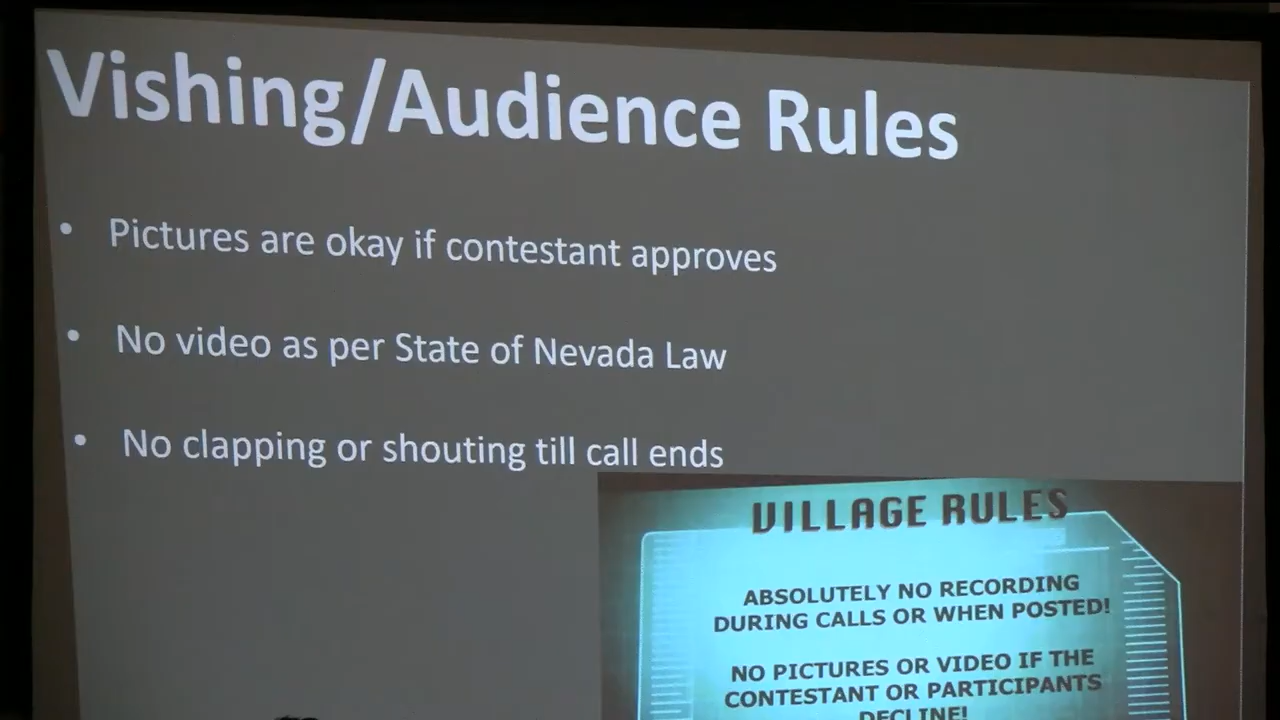 Vishing/Audience Rules
• Pictures are okay if contestant approves
• No video as per State of Nevada Law
• No clapping or shouting till call ends
VILLAGE RULES
ABSOLUTELY NO RECORDING
DURING CALLS OR WHEN POSTED!
NO PICTURES OR VIDEO IF THE
CONTESTANT OR PARTICIPANTS
DECLINE!